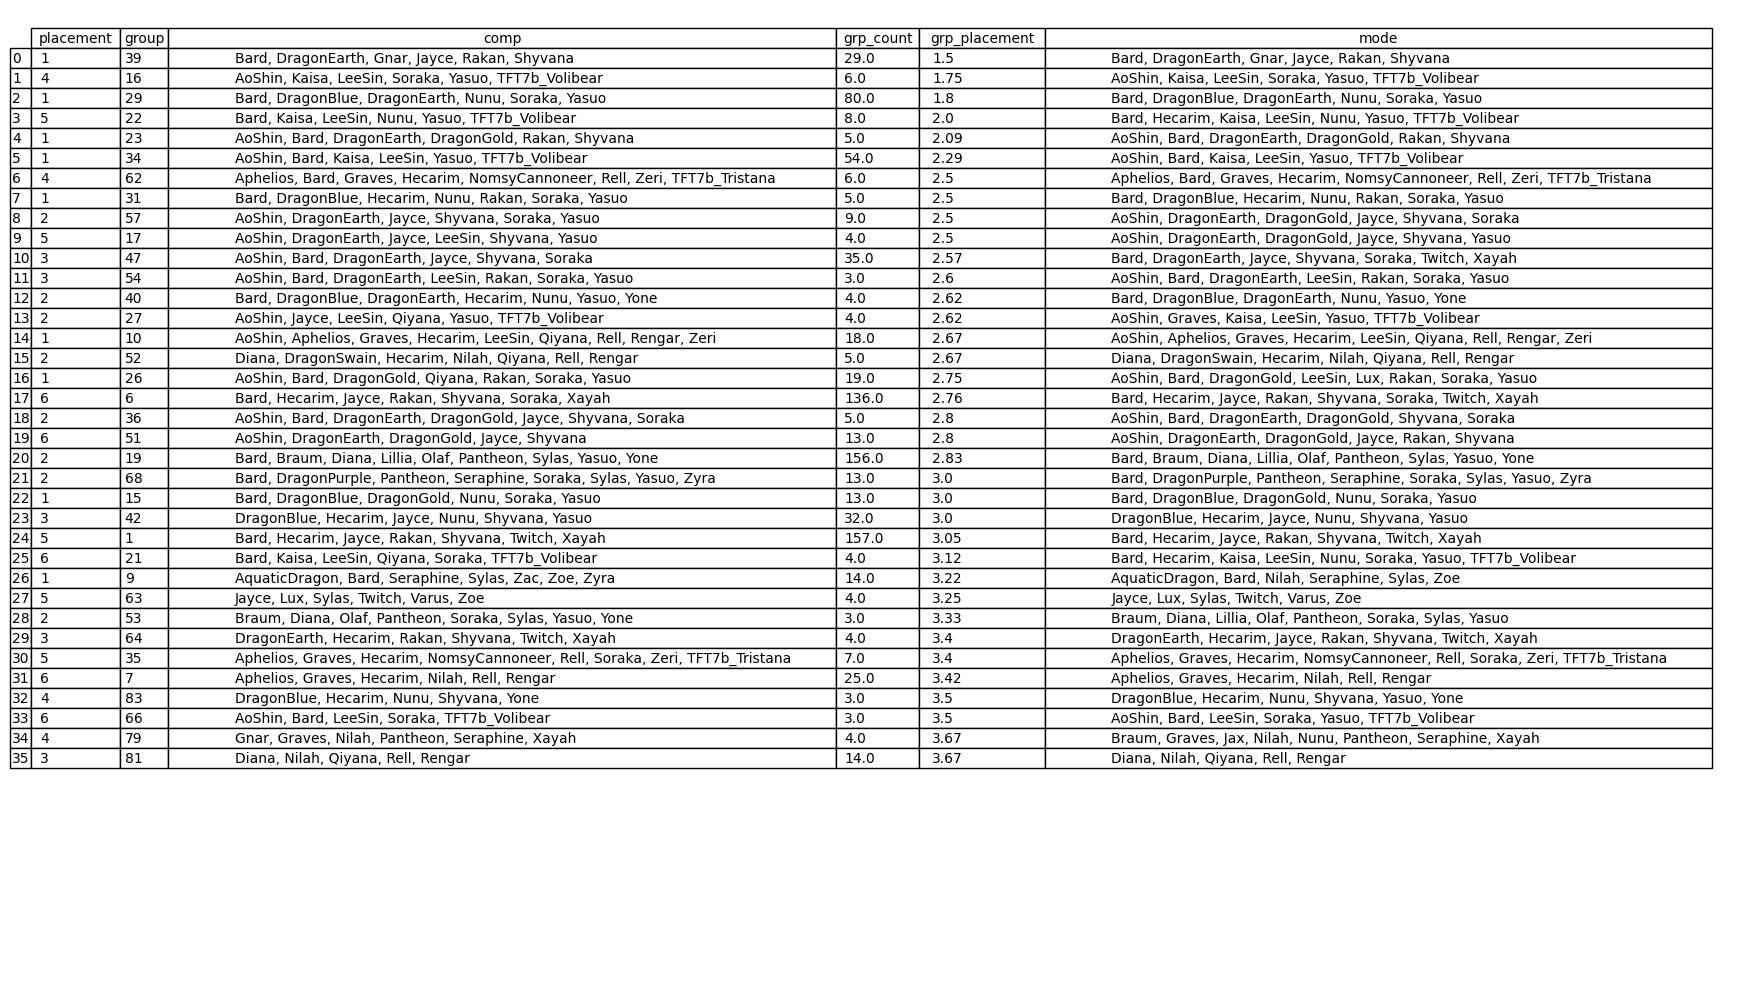 placement group comp grp_count grp_placement mode
0 1 39 Bard, DragonEarth, Gnar, Jayce, Rakan, Shyvana 29.0 1.5 Bard, DragonEarth, Gnar, Jayce, Rakan, Shyvana
1 4 16 AoShin, Kaisa, LeeSin, Soraka, Yasuo, TFT7b_Volibear 6.0 1.75 AoShin, Kaisa, LeeSin, Soraka, Yasuo, TFT7b_Volibear
2 1 29 Bard, DragonBlue, DragonEarth, Nunu, Soraka, Yasuo 80.0 1.8 Bard, DragonBlue, DragonEarth, Nunu, Soraka, Yasuo
3 5 22 Bard, Kaisa, LeeSin, Nunu, Yasuo, TFT7b_Volibear 8.0 2.0 Bard, Hecarim, Kaisa, LeeSin, Nunu, Yasuo, TFT7b_Volibear
4 1 23 AoShin, Bard, DragonEarth, DragonGold, Rakan, Shyvana 5.0 2.09 AoShin, Bard, DragonEarth, DragonGold, Rakan, Shyvana
5 1 34 AoShin, Bard, Kaisa, LeeSin, Yasuo, TFT7b_Volibear 54.0 2.29 AoShin, Bard, Kaisa, LeeSin, Yasuo, TFT7b_Volibear
6 4 62 Aphelios, Bard, Graves, Hecarim, NomsyCannoneer, Rell, Zeri, TFT7b_Tristana 6.0 2.5 Aphelios, Bard, Graves, Hecarim, NomsyCannoneer, Rell, Zeri, TFT7b_Tristana
7 1 31 Bard, DragonBlue, Hecarim, Nunu, Rakan, Soraka, Yasuo 5.0 2.5 Bard, DragonBlue, Hecarim, Nunu, Rakan, Soraka, Yasuo
8 2 57 AoShin, DragonEarth, Jayce, Shyvana, Soraka, Yasuo 9.0 2.5 AoShin, DragonEarth, DragonGold, Jayce, Shyvana, Soraka
9 5 17 AoShin, DragonEarth, Jayce, LeeSin, Shyvana, Yasuo 4.0 2.5 AoShin, DragonEarth, DragonGold, Jayce, Shyvana, Yasuo
10 3 47 AoShin, Bard, DragonEarth, Jayce, Shyvana, Soraka 35.0 2.57 Bard, DragonEarth, Jayce, Shyvana, Soraka, Twitch, Xayah
11 3 54 AoShin, Bard, DragonEarth, LeeSin, Rakan, Soraka, Yasuo 3.0 2.6 AoShin, Bard, DragonEarth, LeeSin, Rakan, Soraka, Yasuo
12 2 40 Bard, DragonBlue, DragonEarth, Hecarim, Nunu, Yasuo, Yone 4.0 2.62 Bard, DragonBlue, DragonEarth, Nunu, Yasuo, Yone
13 2 27 AoShin, Jayce, LeeSin, Qiyana, Yasuo, TFT7b_Volibear 4.0 2.62 AoShin, Graves, Kaisa, LeeSin, Yasuo, TFT7b_Volibear
14 1 10 AoShin, Aphelios, Graves, Hecarim, LeeSin, Qiyana, Rell, Rengar, Zeri 18.0 2.67 AoShin, Aphelios, Graves, Hecarim, LeeSin, Qiyana, Rell, Rengar, Zeri
15 2 52 Diana, DragonSwain, Hecarim, Nilah, Qiyana, Rell, Rengar 5.0 2.67 Diana, DragonSwain, Hecarim, Nilah, Qiyana, Rell, Rengar
16 1 26 AoShin, Bard, DragonGold, Qiyana, Rakan, Soraka, Yasuo 19.0 2.75 AoShin, Bard, DragonGold, LeeSin, Lux, Rakan, Soraka, Yasuo
17 6 6 Bard, Hecarim, Jayce, Rakan, Shyvana, Soraka, Xayah 136.0 2.76 Bard, Hecarim, Jayce, Rakan, Shyvana, Soraka, Twitch, Xayah
18 2 36 AoShin, Bard, DragonEarth, DragonGold, Jayce, Shyvana, Soraka 5.0 2.8 AoShin, Bard, DragonEarth, DragonGold, Shyvana, Soraka
19 6 51 AoShin, DragonEarth, DragonGold, Jayce, Shyvana 13.0 2.8 AoShin, DragonEarth, DragonGold, Jayce, Rakan, Shyvana
20 2 19 Bard, Braum, Diana, Lillia, Olaf, Pantheon, Sylas, Yasuo, Yone 156.0 2.83 Bard, Braum, Diana, Lillia, Olaf, Pantheon, Sylas, Yasuo, Yone
21 2 68 Bard, DragonPurple, Pantheon, Seraphine, Soraka, Sylas, Yasuo, Zyra 13.0 3.0 Bard, DragonPurple, Pantheon, Seraphine, Soraka, Sylas, Yasuo, Zyra
22 1 15 Bard, DragonBlue, DragonGold, Nunu, Soraka, Yasuo 13.0 3.0 Bard, DragonBlue, DragonGold, Nunu, Soraka, Yasuo
23 3 42 DragonBlue, Hecarim, Jayce, Nunu, Shyvana, Yasuo 32.0 3.0 DragonBlue, Hecarim, Jayce, Nunu, Shyvana, Yasuo
24 5 1 Bard, Hecarim, Jayce, Rakan, Shyvana, Twitch, Xayah 157.0 3.05 Bard, Hecarim, Jayce, Rakan, Shyvana, Twitch, Xayah
25 6 21 Bard, Kaisa, LeeSin, Qiyana, Soraka, TFT7b_Volibear 4.0 3.12 Bard, Hecarim, Kaisa, LeeSin, Nunu, Soraka, Yasuo, TFT7b_Volibear
26 1 9 AquaticDragon, Bard, Seraphine, Sylas, Zac, Zoe, Zyra 14.0 3.22 AquaticDragon, Bard, Nilah, Seraphine, Sylas, Zoe
27 5 63 Jayce, Lux, Sylas, Twitch, Varus, Zoe 4.0 3.25 Jayce, Lux, Sylas, Twitch, Varus, Zoe
28 2 53 Braum, Diana, Olaf, Pantheon, Soraka, Sylas, Yasuo, Yone 3.0 3.33 Braum, Diana, Lillia, Olaf, Pantheon, Soraka, Sylas, Yasuo
29 3 64 DragonEarth, Hecarim, Rakan, Shyvana, Twitch, Xayah 4.0 3.4 DragonEarth, Hecarim, Jayce, Rakan, Shyvana, Twitch, Xayah
30 5 35 Aphelios, Graves, Hecarim, NomsyCannoneer, Rell, Soraka, Zeri, TFT7b_Tristana 7.0 3.4 Aphelios, Graves, Hecarim, NomsyCannoneer, Rell, Soraka, Zeri, TFT7b_Tristana
31 6 7 Aphelios, Graves, Hecarim, Nilah, Rell, Rengar 25.0 3.42 Aphelios, Graves, Hecarim, Nilah, Rell, Rengar
32 4 83 DragonBlue, Hecarim, Nunu, Shyvana, Yone 3.0 3.5 DragonBlue, Hecarim, Nunu, Shyvana, Yasuo, Yone
33 6 66 AoShin, Bard, LeeSin, Soraka, TFT7b_Volibear 3.0 3.5 AoShin, Bard, LeeSin, Soraka, Yasuo, TFT7b_Volibear
34 4 79 Gnar, Graves, Nilah, Pantheon, Seraphine, Xayah 4.0 3.67 Braum, Graves, Jax, Nilah, Nunu, Pantheon, Seraphine, Xayah
35 3 81 Diana, Nilah, Qiyana, Rell, Rengar 14.0 3.67 Diana, Nilah, Qiyana, Rell, Rengar